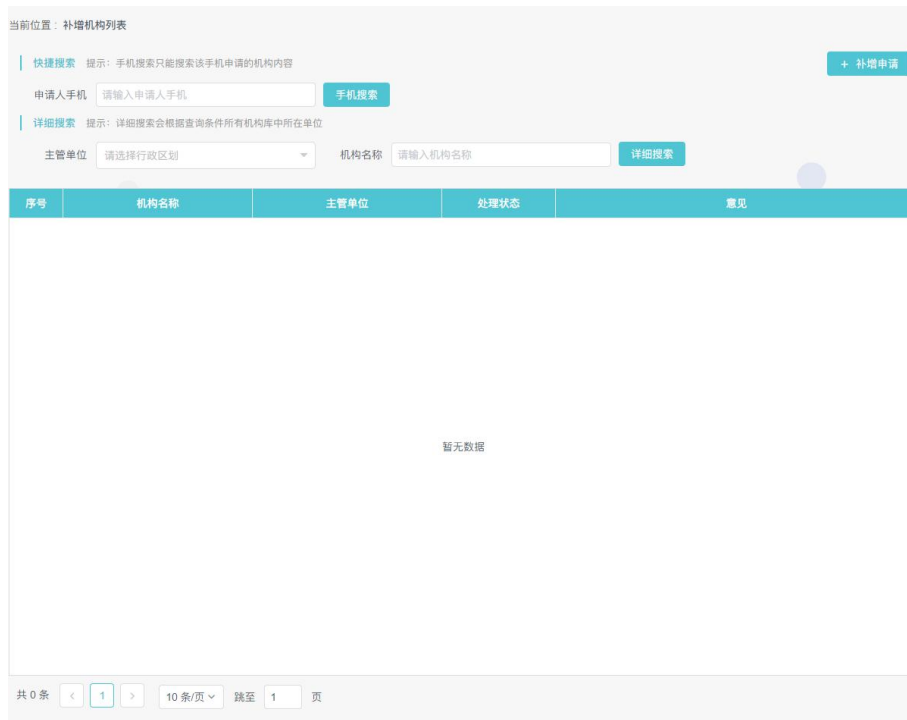 当前位置：补增机构列表
快捷搜索 提示：手机搜索只能搜索该手机申请的机构内容
+ 补增申请
申请人手机 请输入申请人手机 手机搜索
详细搜索 提示：详细搜索会根据查询条件所有机构库中所在单位
主管单位 请选择行政区划 机构名称 请输入机构名称 详细搜索
序号 机构名称 主管单位 处理状态 意见
暂无数据
共 0 条 < 1 > 10 条/页 跳至 1 页